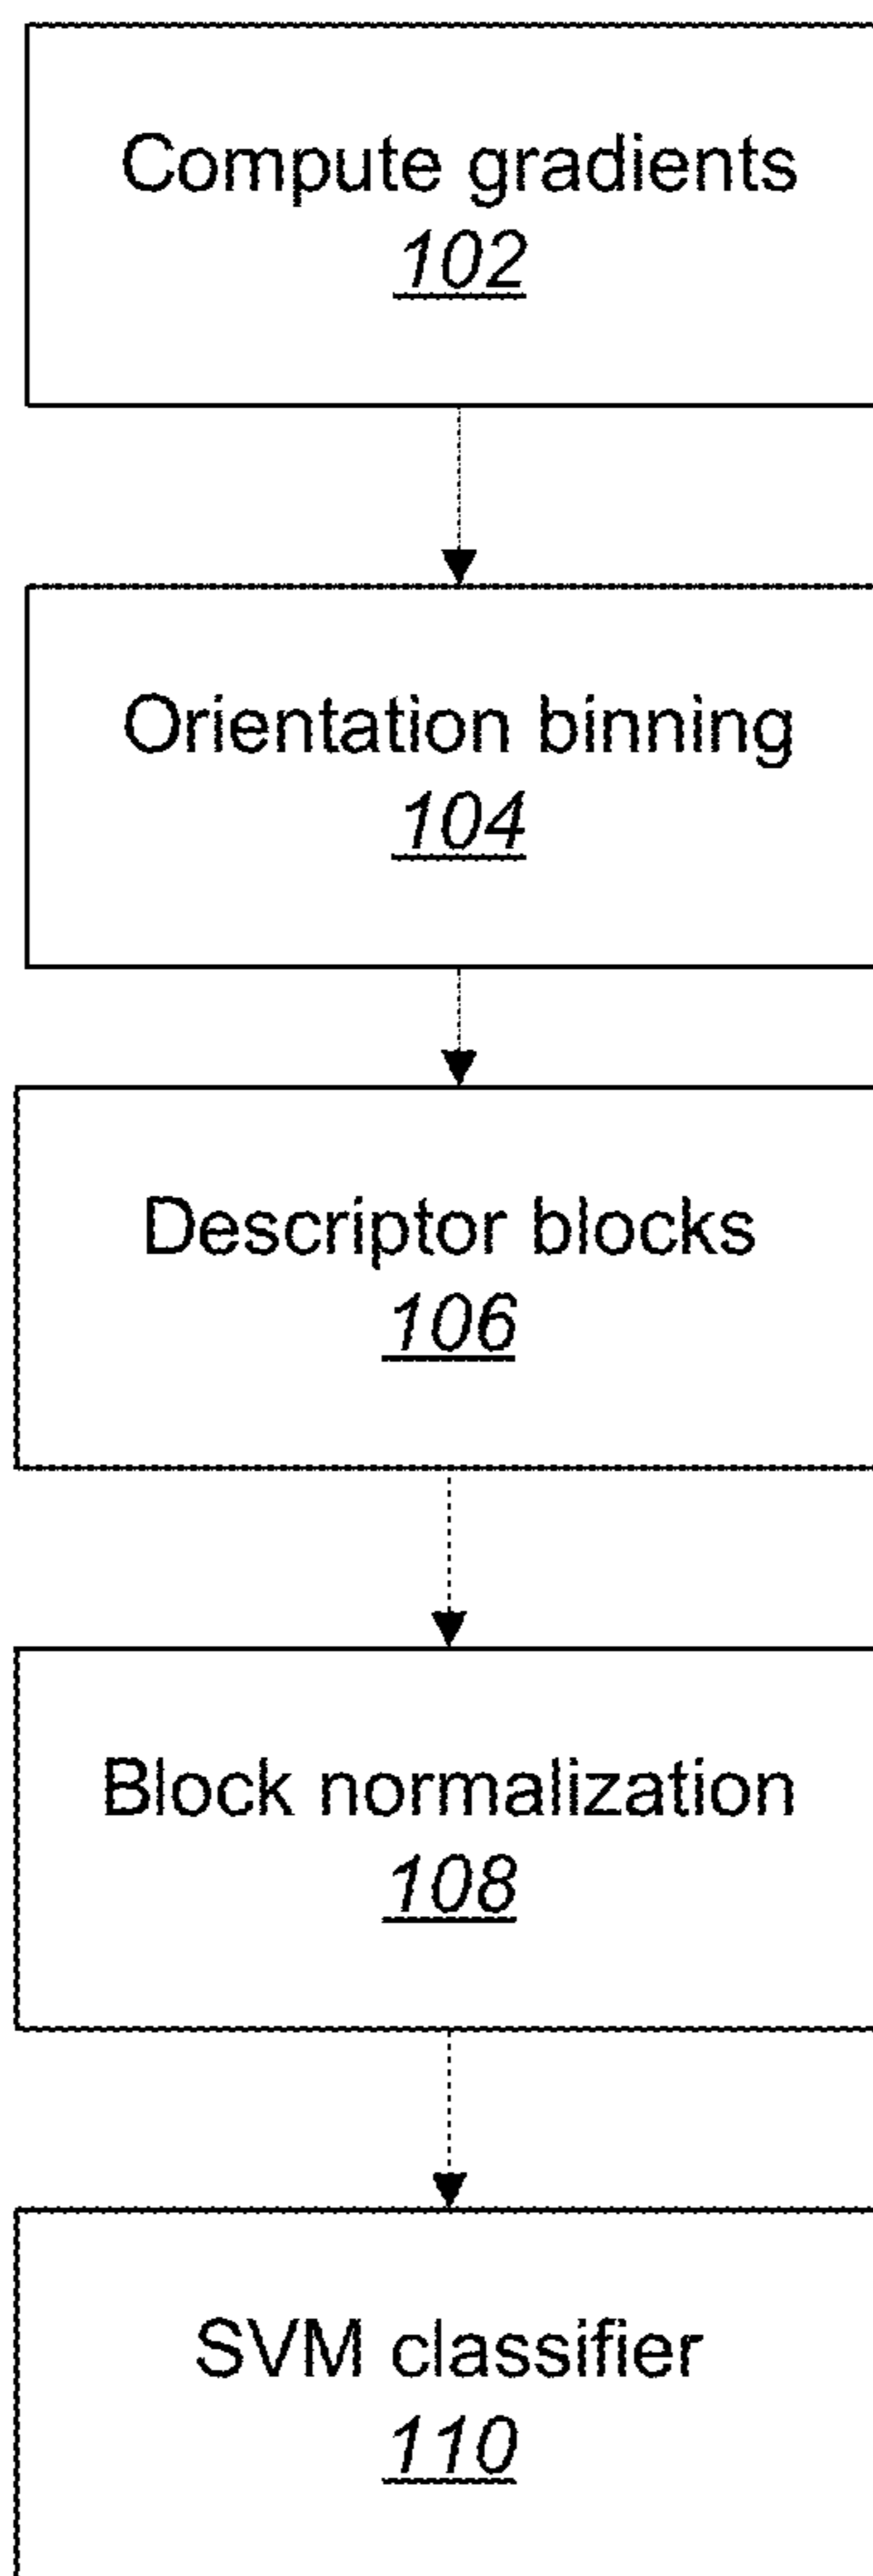 Compute gradients
102
Orientation binning
104
Descriptor blocks
106
Block normalization
108
SVM classifier
110